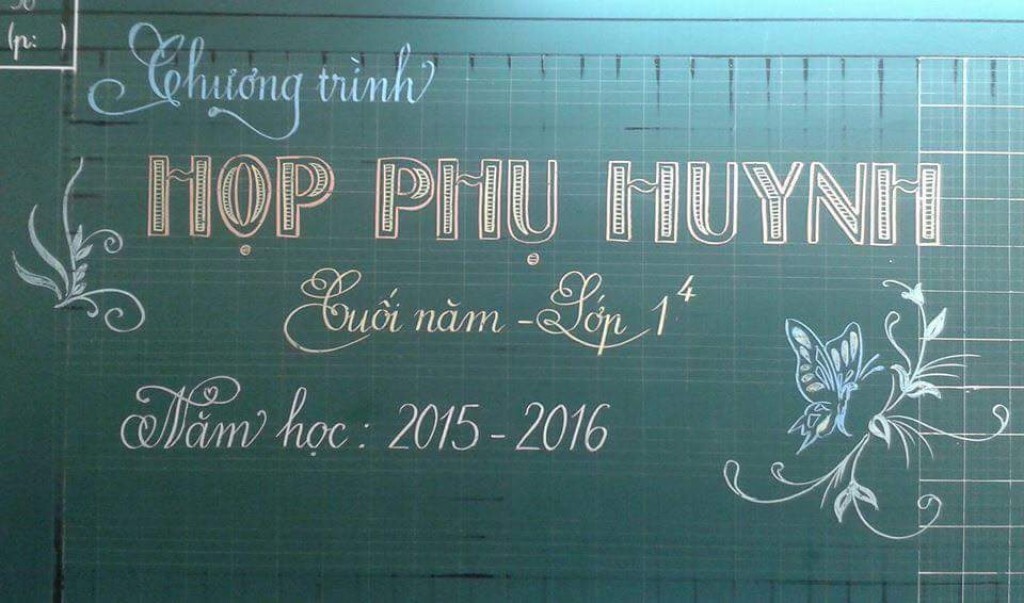 (p: )
Chương trình
HỌP PHỤ HUYNH
Cuối năm - Lớp 1⁴
Năm học : 2015 - 2016